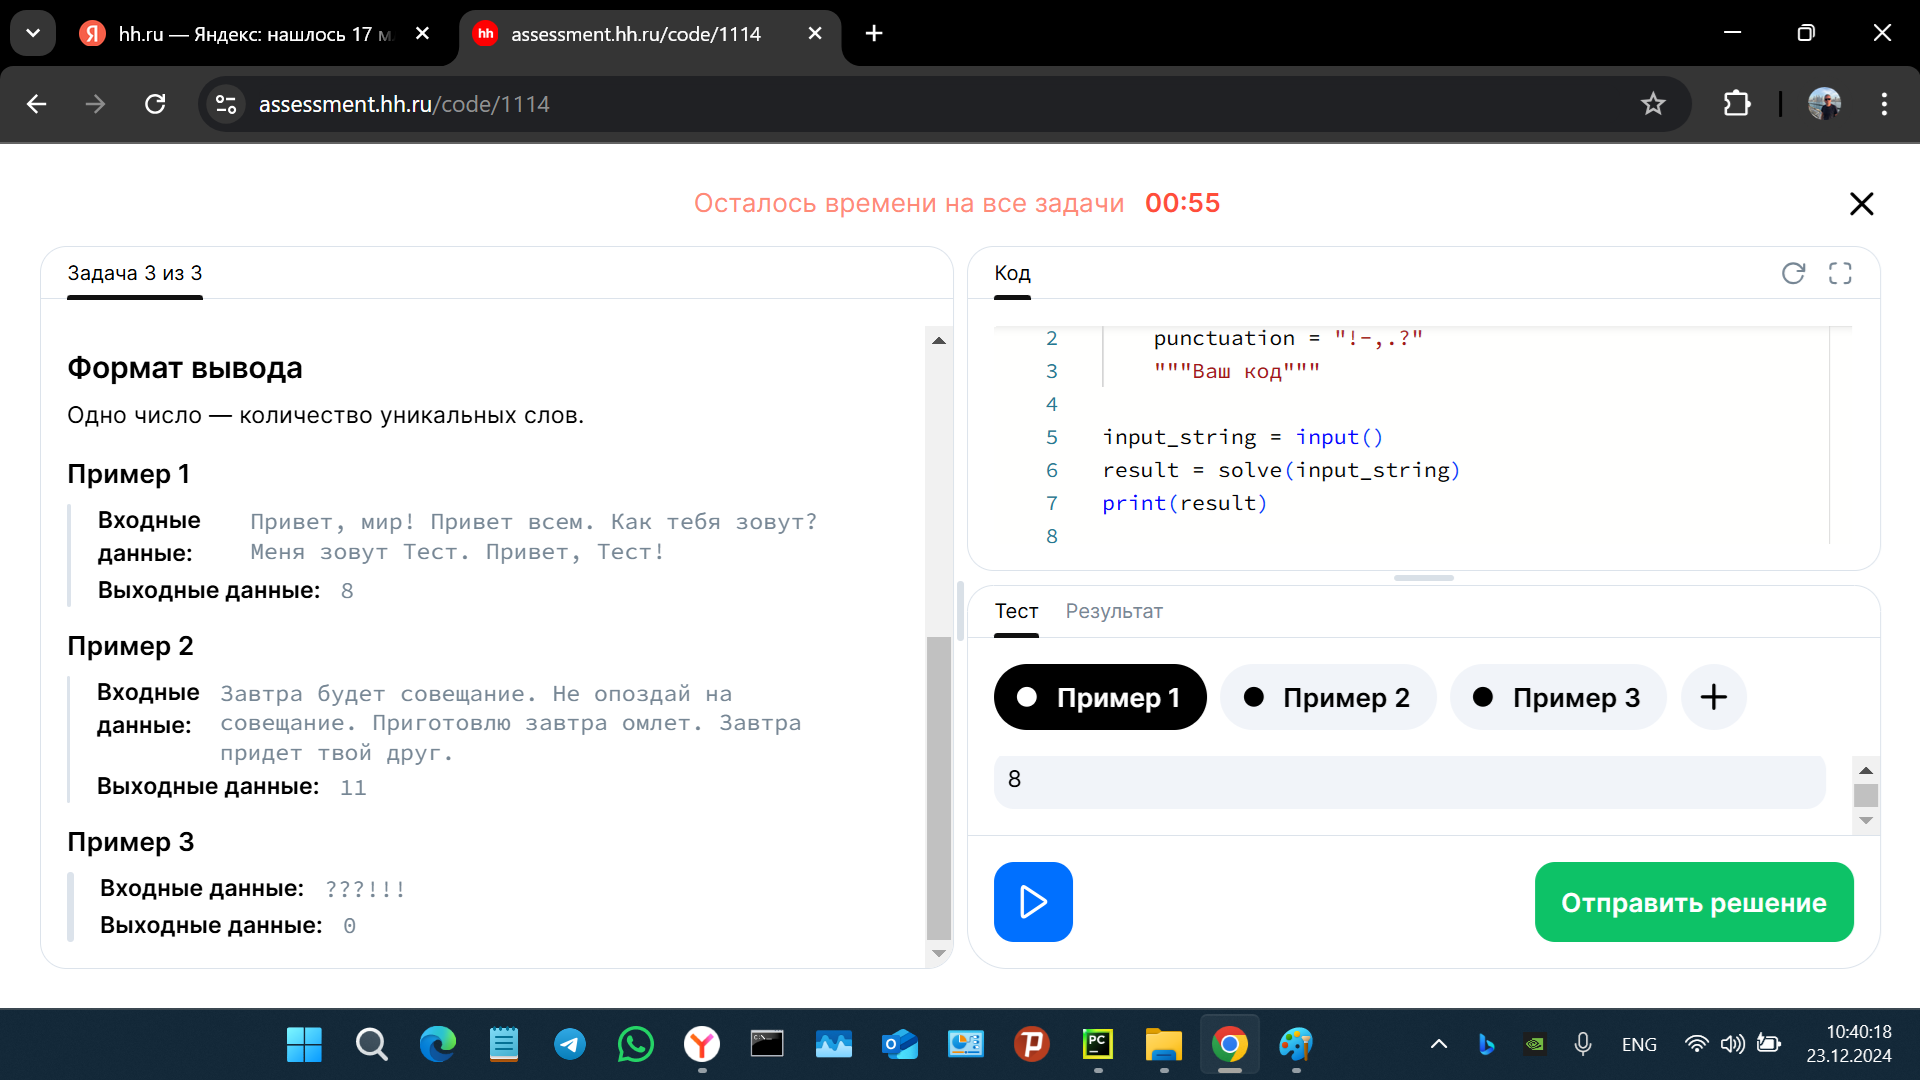 hh.ru — Яндекс: нашлось 17 м
hh
assessment.hh.ru/code/1114
assessment.hh.ru/code/1114
Осталось времени на все задачи 00:55
Задача 3 из 3
Формат вывода
Одно число — количество уникальных слов.
Пример 1
Входные данные:
Привет, мир! Привет всем. Как тебя зовут?
Меня зовут Тест. Привет, Тест!
Выходные данные: 8
Пример 2
Входные данные:
Завтра будет совещание. Не опоздай на
совещание. Приготовлю завтра омлет. Завтра
придет твой друг.
Выходные данные: 11
Пример 3
Входные данные: ???!!!
Выходные данные: 0
Код
2 punctuation = "!-,.?"
3 """Ваш код"""
4
5 input_string = input()
6 result = solve(input_string)
7 print(result)
8
Тест Результат
Пример 1 Пример 2 Пример 3
8
Отправить решение
ENG
10:40:18
23.12.2024